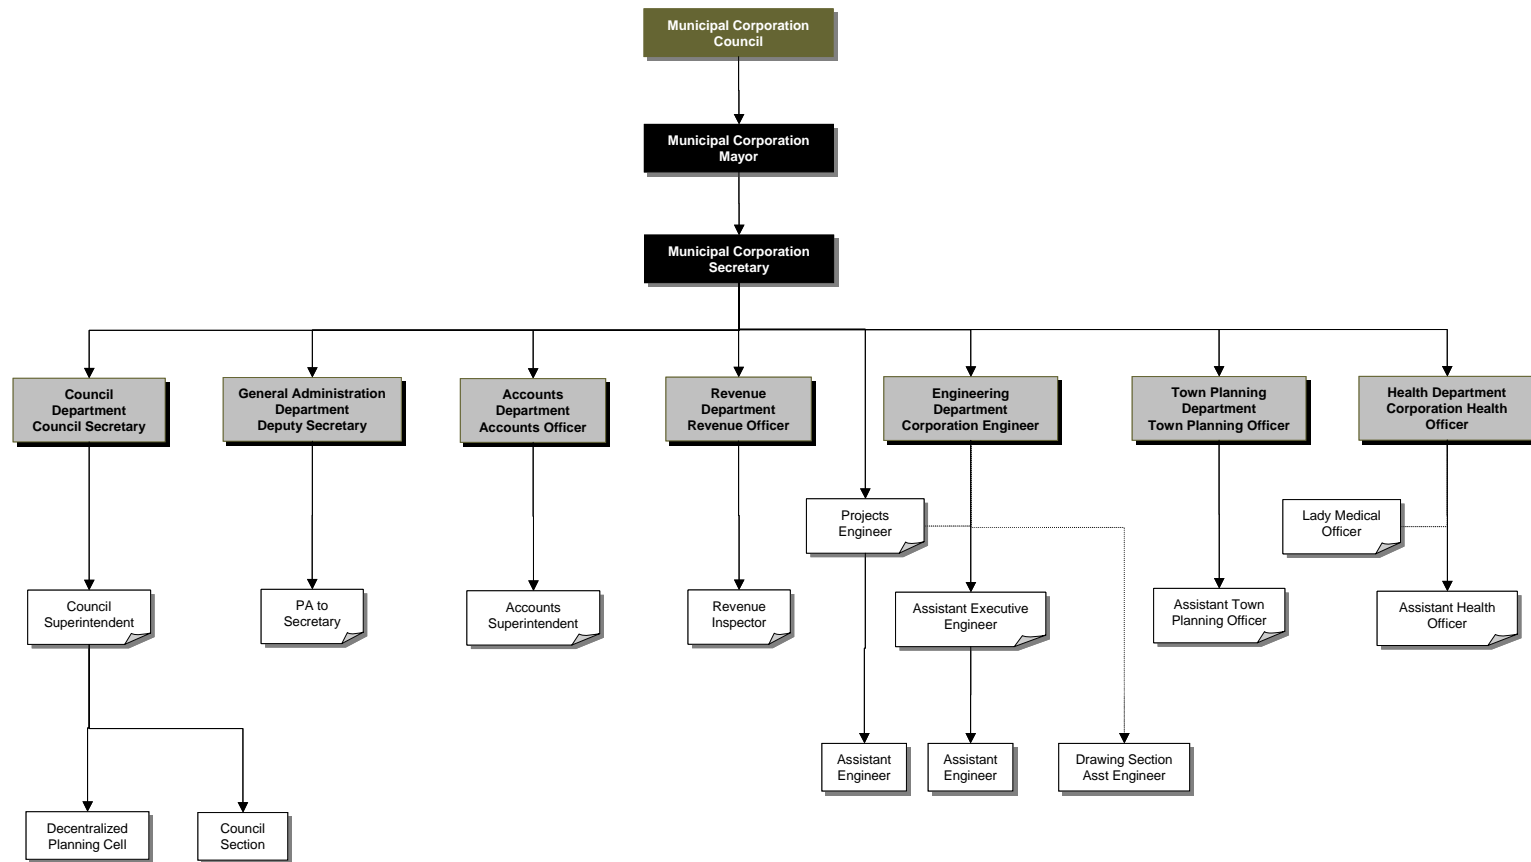 Municipal Corporation
Council
Municipal Corporation
Mayor
Municipal Corporation
Secretary
Council
Department
Council Secretary
General Administration
Department
Deputy Secretary
Accounts
Department
Accounts Officer
Revenue
Department
Revenue Officer
Engineering
Department
Corporation Engineer
Town Planning
Department
Town Planning Officer
Health Department
Corporation Health
Officer
Projects
Engineer
Lady Medical
Officer
Council
Superintendent
PA to
Secretary
Accounts
Superintendent
Revenue
Inspector
Assistant Executive
Engineer
Assistant Town
Planning Officer
Assistant Health
Officer
Assistant
Engineer
Assistant
Engineer
Drawing Section
Asst Engineer
Decentralized
Planning Cell
Council
Section